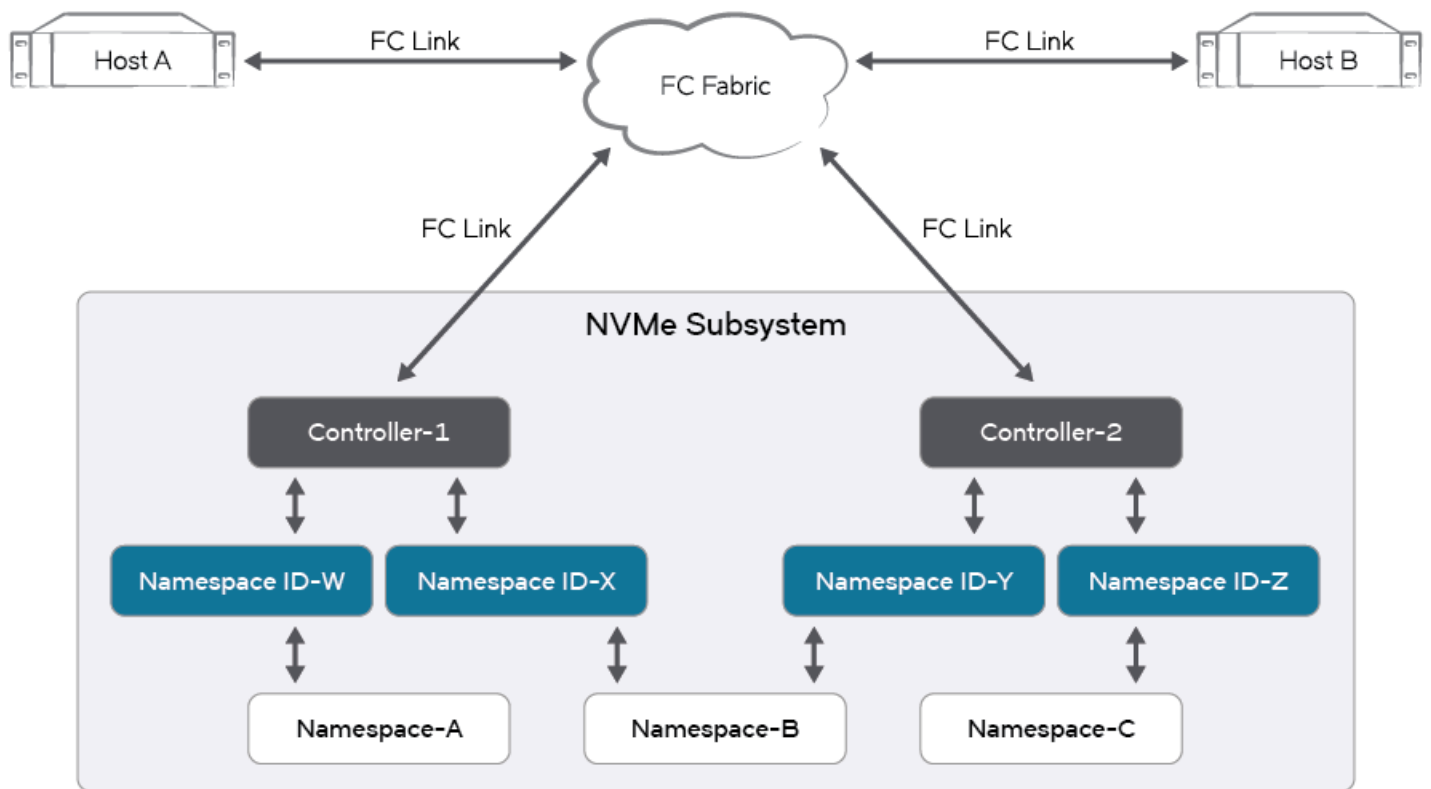 Host A
FC Link
FC Fabric
FC Link
Host B
FC Link
FC Link
NVMe Subsystem
Controller-1
Controller-2
Namespace ID-W
Namespace ID-X
Namespace ID-Y
Namespace ID-Z
Namespace-A
Namespace-B
Namespace-C